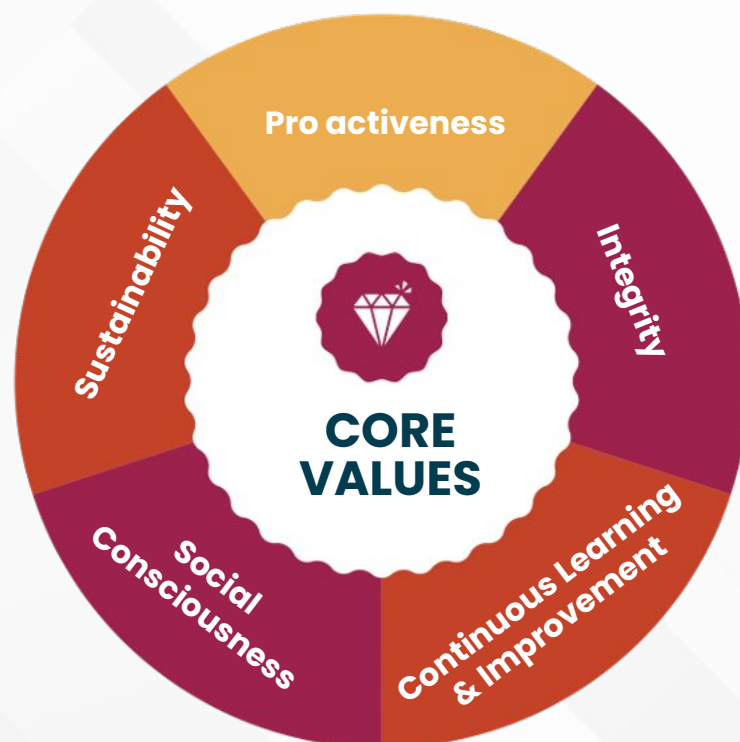 Pro activeness
Integrity
Continuous Learning
& Improvement
Social
Consciousness
Sustainability
CORE
VALUES